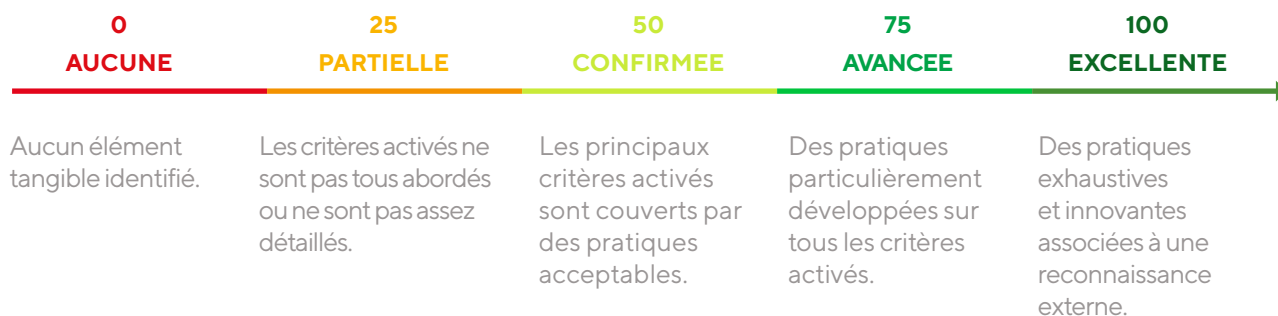 0
AUCUNE
25
PARTIELLE
50
CONFIRMEE
75
AVANCEE
100
EXCELLENTE
Aucun élément
tangible identifié.
Les critères activés ne
sont pas tous abordés
ou ne sont pas assez
détaillés.
Les principaux
critères activés
sont couverts par
des pratiques
acceptables.
Des pratiques
particulièrement
développées sur
tous les critères
activés.
Des pratiques
exhaustives
et innovantes
associées à une
reconnaissance
externe.